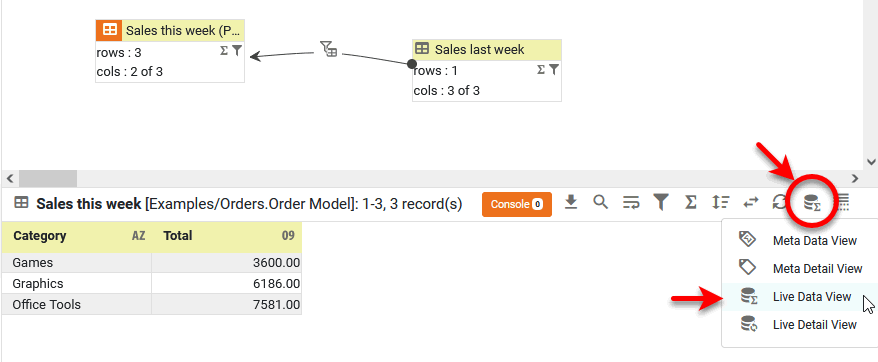 Sales this week (P...
rows : 3 Σ
cols : 2 of 3
Sales last week
rows : 1 Σ
cols : 3 of 3
Sales this week [Examples/Orders.Order Model]: 1-3, 3 record(s)
Console 0
Σ
Category AZ Total 09
Games 3600.00
Graphics 6186.00
Office Tools 7581.00
Meta Data View
Meta Detail View
Live Data View
Live Detail View